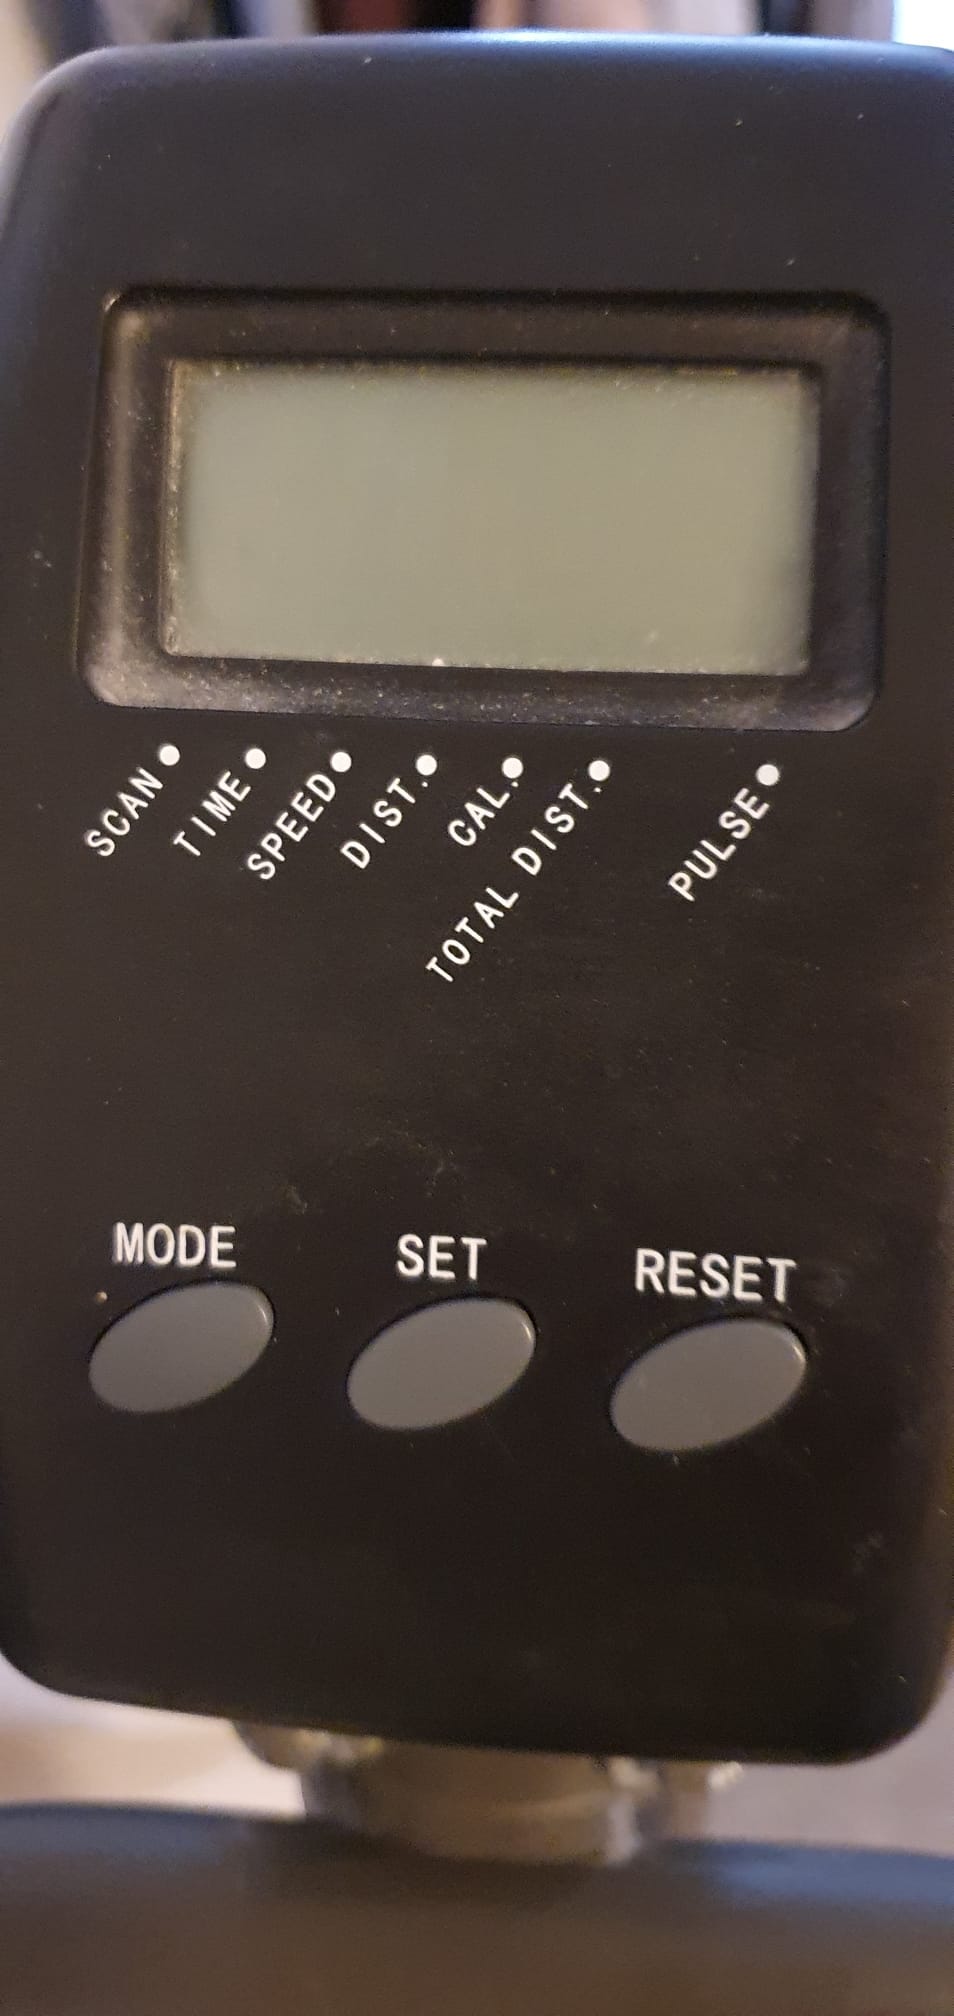 SCAN
TIME
SPEED
DIST.
CAL.
TOTAL DIST.
PULSE
MODE
SET
RESET